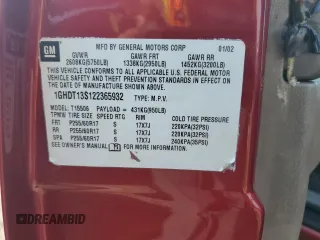 GM
MFD BY GENERAL MOTORS CORP 01/02
GVWR GAWR FRT GAWR RR
2608KG(5750LB) 1338KG(2950LB) 1452KG(3200LB)
THIS VEHICLE CONFORMS TO ALL APPLICABLE U.S. FEDERAL MOTOR
VEHICLE SAFETY AND THEFT PREVENTION STANDARDS IN EFFECT ON
THE DATE OF MANUFACTURE SHOWN ABOVE.
1GHDT13S122365932 TYPE: M.P.V.
T15506 PAYLOAD = 431KG(950LB)
TPMW TIRE SIZE SPEED RTG RIM COLD TIRE PRESSURE
FRT P255/60R17 S 17X7J 220KPA(32PSI)
RR P255/60R17 S 17X7J 220KPA(32PSI)
SPA P255/60R17 S 17X7J 240KPA(35PSI)
SEE OWNER'S MANUAL FOR
DREAMBID